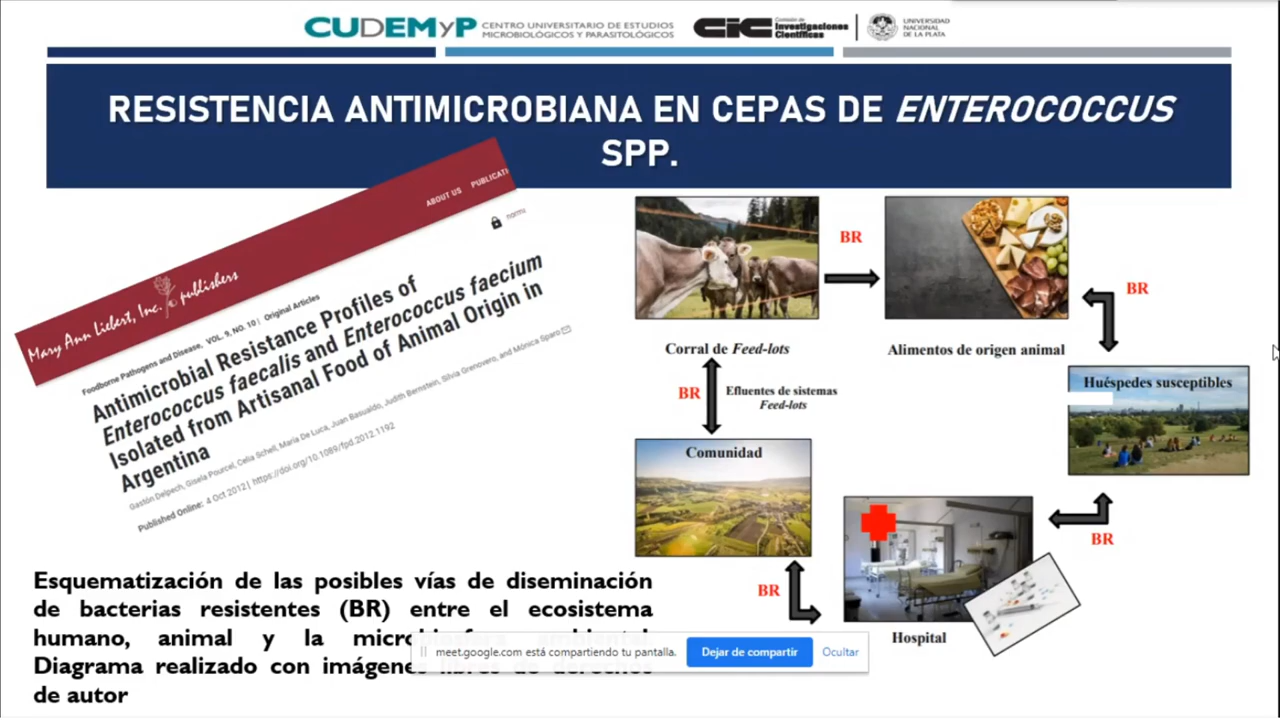 CUDEMyP CENTRO UNIVERSITARIO DE ESTUDIOS
MICROBIOLÓGICOS Y PARASITOLÓGICOS
CIC Comisión de
Investigaciones
Científicas
UNIVERSIDAD
NACIONAL
DE LA PLATA
RESISTENCIA ANTIMICROBIANA EN CEPAS DE ENTEROCOCCUS
SPP.
ABOUT US PUBLICATI
Mary Ann Liebert, Inc. publishers
Foodborne Pathogens and Disease, VOL. 9, NO. 10 | Original Articles
Antimicrobial Resistance Profiles of
Enterococcus faecalis and Enterococcus faecium
Isolated from Artisanal Food of Animal Origin in
Argentina
Gastón Delpech, Gisela Pourcel, Celia Schell, María De Luca, Juan Basualdo, Judith Bernstein, Silvia Grenovero, and Mónica Sparo
Published Online: 4 Oct 2012 | https://doi.org/10.1089/fpd.2012.1192
BR
BR
Corral de Feed-lots
Alimentos de origen animal
BR
Efluentes de sistemas
Feed-lots
Huéspedes susceptibles
Comunidad
BR
BR
Hospital
Esquematización de las posibles vías de diseminación
de bacterias resistentes (BR) entre el ecosistema
humano, animal y la microbiosfera ambiental.
Diagrama realizado con imágenes libres de derechos
de autor
meet.google.com está compartiendo tu pantalla. Dejar de compartir Ocultar